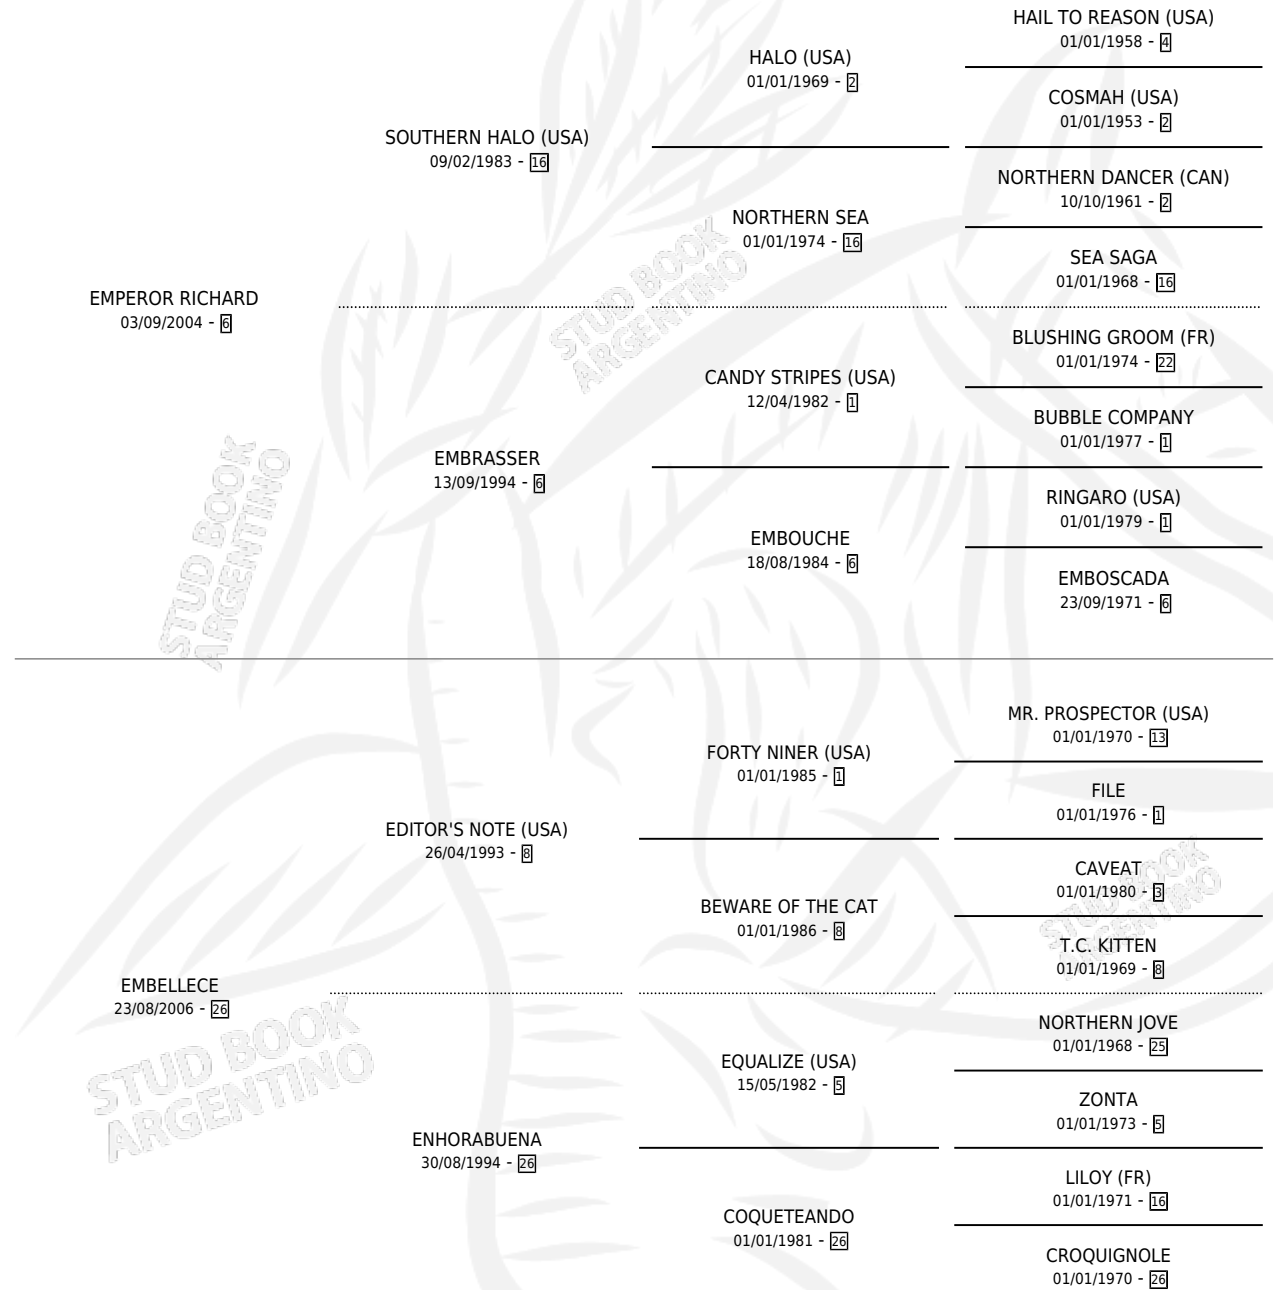 HAIL TO REASON (USA)
01/01/1958 - 4
HALO (USA)
01/01/1969 - 2
COSMAH (USA)
01/01/1953 - 2
SOUTHERN HALO (USA)
09/02/1983 - 16
NORTHERN DANCER (CAN)
10/10/1961 - 2
NORTHERN SEA
01/01/1974 - 16
SEA SAGA
01/01/1968 - 16
EMPEROR RICHARD
03/09/2004 - 6
BLUSHING GROOM (FR)
01/01/1974 - 22
CANDY STRIPES (USA)
12/04/1982 - 1
BUBBLE COMPANY
01/01/1977 - 1
EMBRASSER
13/09/1994 - 6
RINGARO (USA)
01/01/1979 - 1
EMBOUCHE
18/08/1984 - 6
EMBOSCADA
23/09/1971 - 6
STUD BOOK
ARGENTINO
STUD BOOK
ARGENTINO
MR. PROSPECTOR (USA)
01/01/1970 - 13
FORTY NINER (USA)
01/01/1985 - 1
FILE
01/01/1976 - 1
EDITOR'S NOTE (USA)
26/04/1993 - 8
CAVEAT
01/01/1980 - 3
BEWARE OF THE CAT
01/01/1986 - 8
T.C. KITTEN
01/01/1969 - 8
EMBELLECE
23/08/2006 - 26
NORTHERN JOVE
01/01/1968 - 25
EQUALIZE (USA)
15/05/1982 - 5
ZONTA
01/01/1973 - 5
ENHORABUENA
30/08/1994 - 26
LILOY (FR)
01/01/1971 - 16
COQUETEANDO
01/01/1981 - 26
CROQUIGNOLE
01/01/1970 - 26
STUD BOOK
ARGENTINO
STUD BOOK
ARGENTINO